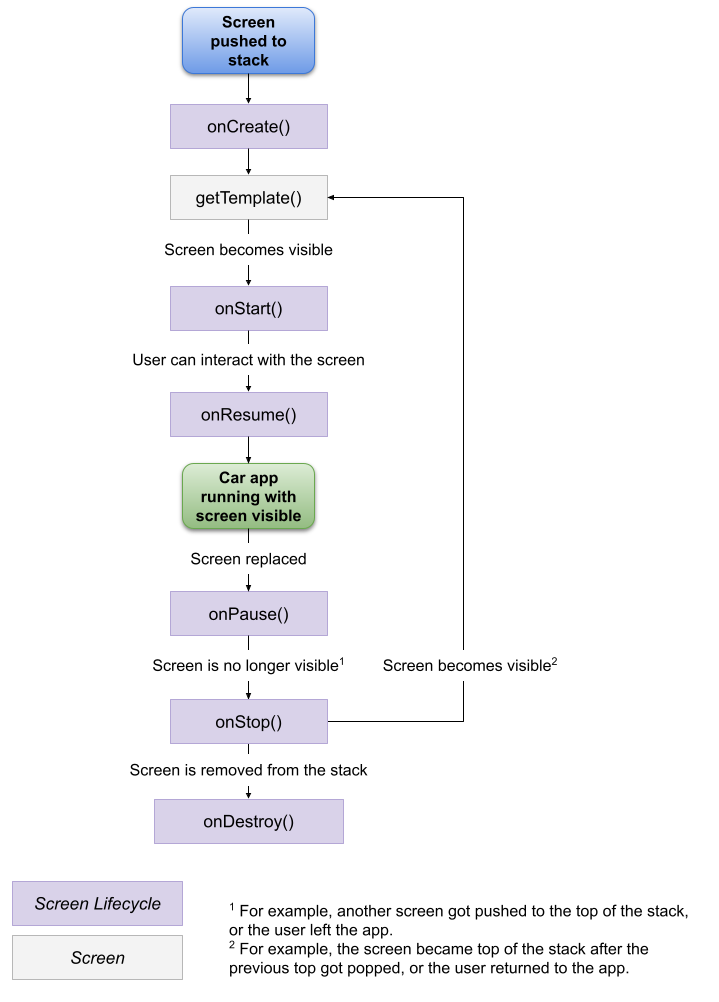 Screen
pushed to
stack
onCreate()
getTemplate()
Screen becomes visible
onStart()
User can interact with the screen
onResume()
Car app
running with
screen visible
Screen replaced
onPause()
Screen is no longer visible¹
Screen becomes visible²
onStop()
Screen is removed from the stack
onDestroy()
Screen Lifecycle
Screen
¹ For example, another screen got pushed to the top of the stack,
or the user left the app.
² For example, the screen became top of the stack after the
previous top got popped, or the user returned to the app.